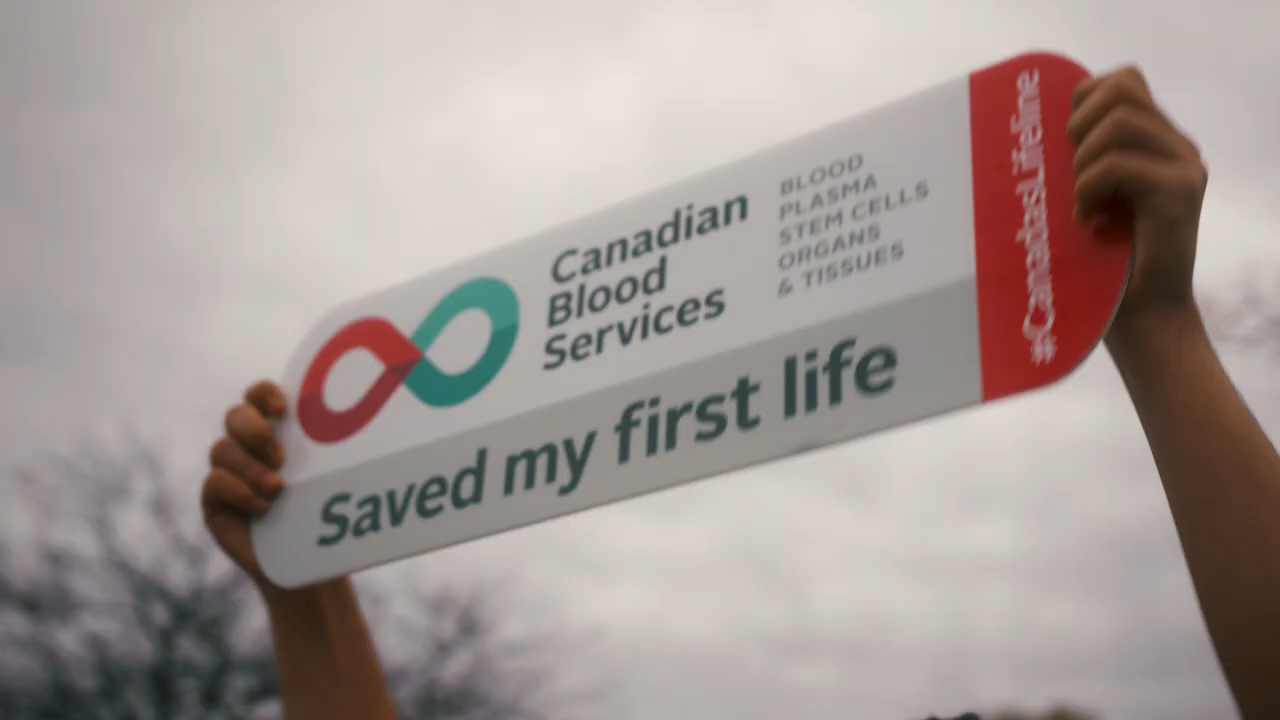 Canadian
Blood
Services
BLOOD
PLASMA
STEM CELLS
ORGANS
& TISSUES
Saved my first life
#CanadasLifeline